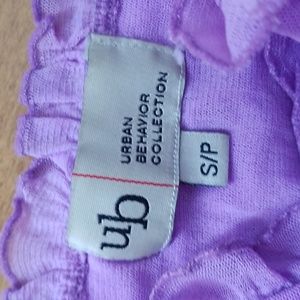 ub
URBAN
BEHAVIOR
COLLECTION
S/P